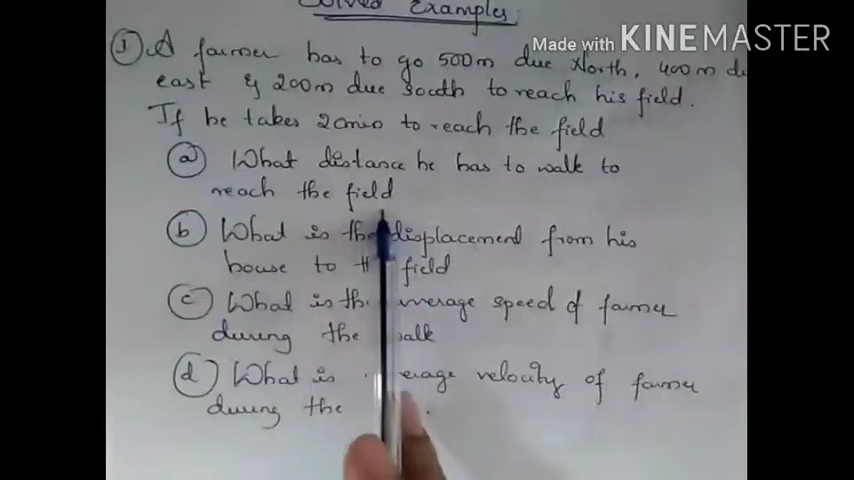 Solved Examples
Made with KINEMASTER
① A farmer has to go 500m due North, 400m du
east & 200m due south to reach his field.
If he takes 20min to reach the field
ⓐ What distance he has to walk to
reach the field
ⓑ What is the displacement from his
house to th field
ⓒ What is the average speed of farmer
during the walk
ⓓ What is average velocity of farmer
during the